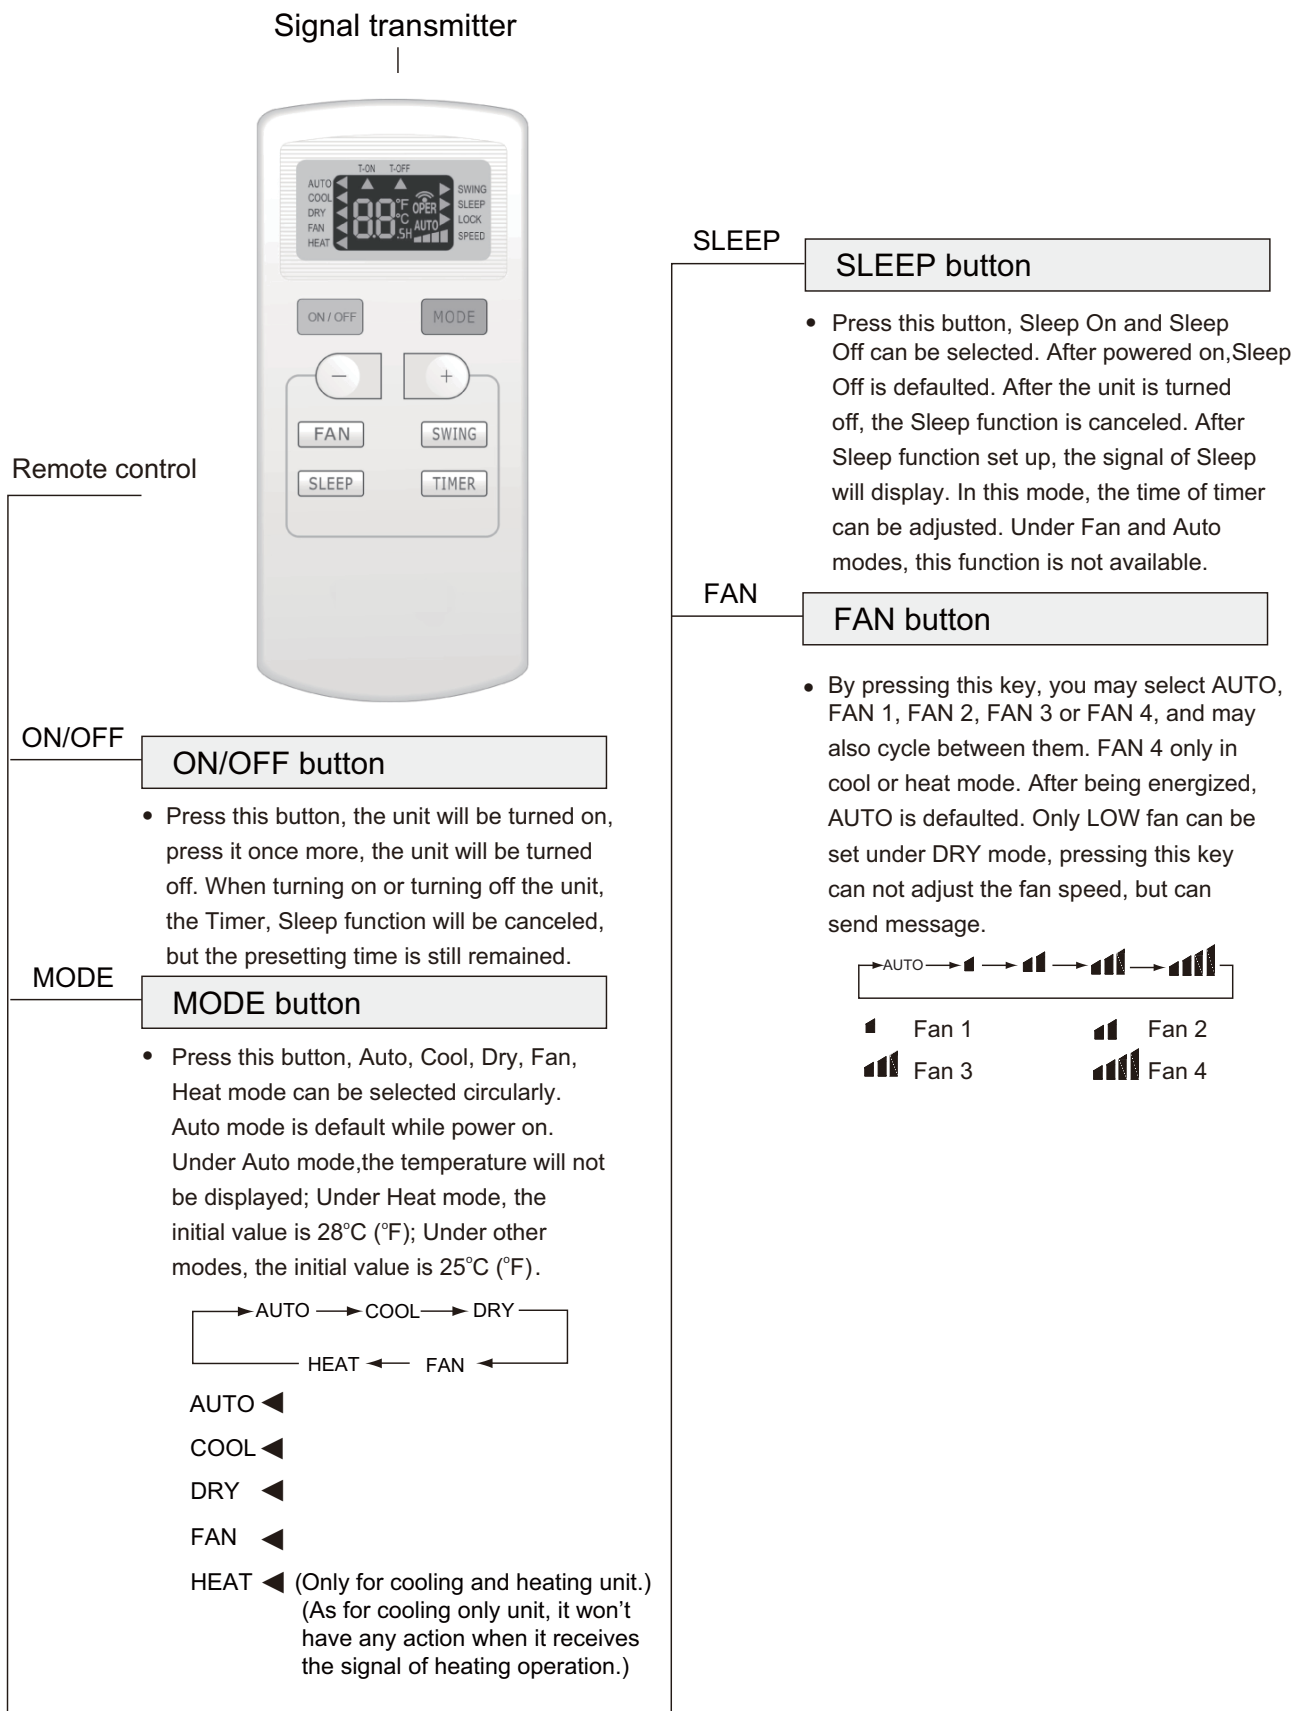 Signal transmitter
T-ON T-OFF
AUTO
COOL
DRY
FAN
HEAT
88
°F
°C
.5H
OPER
AUTO
SWING
SLEEP
LOCK
SPEED
ON / OFF
MODE
− +
FAN
SWING
SLEEP
TIMER
Remote control
ON/OFF
ON/OFF button
• Press this button, the unit will be turned on,
press it once more, the unit will be turned
off. When turning on or turning off the unit,
the Timer, Sleep function will be canceled,
but the presetting time is still remained.
MODE
MODE button
• Press this button, Auto, Cool, Dry, Fan,
Heat mode can be selected circularly.
Auto mode is default while power on.
Under Auto mode,the temperature will not
be displayed; Under Heat mode, the
initial value is 28°C (°F); Under other
modes, the initial value is 25°C (°F).
AUTO COOL DRY
HEAT FAN
AUTO
COOL
DRY
FAN
HEAT (Only for cooling and heating unit.)
(As for cooling only unit, it won't
have any action when it receives
the signal of heating operation.)
SLEEP
SLEEP button
• Press this button, Sleep On and Sleep
Off can be selected. After powered on,Sleep
Off is defaulted. After the unit is turned
off, the Sleep function is canceled. After
Sleep function set up, the signal of Sleep
will display. In this mode, the time of timer
can be adjusted. Under Fan and Auto
modes, this function is not available.
FAN
FAN button
• By pressing this key, you may select AUTO,
FAN 1, FAN 2, FAN 3 or FAN 4, and may
also cycle between them. FAN 4 only in
cool or heat mode. After being energized,
AUTO is defaulted. Only LOW fan can be
set under DRY mode, pressing this key
can not adjust the fan speed, but can
send message.
AUTO
Fan 1 Fan 2
Fan 3 Fan 4